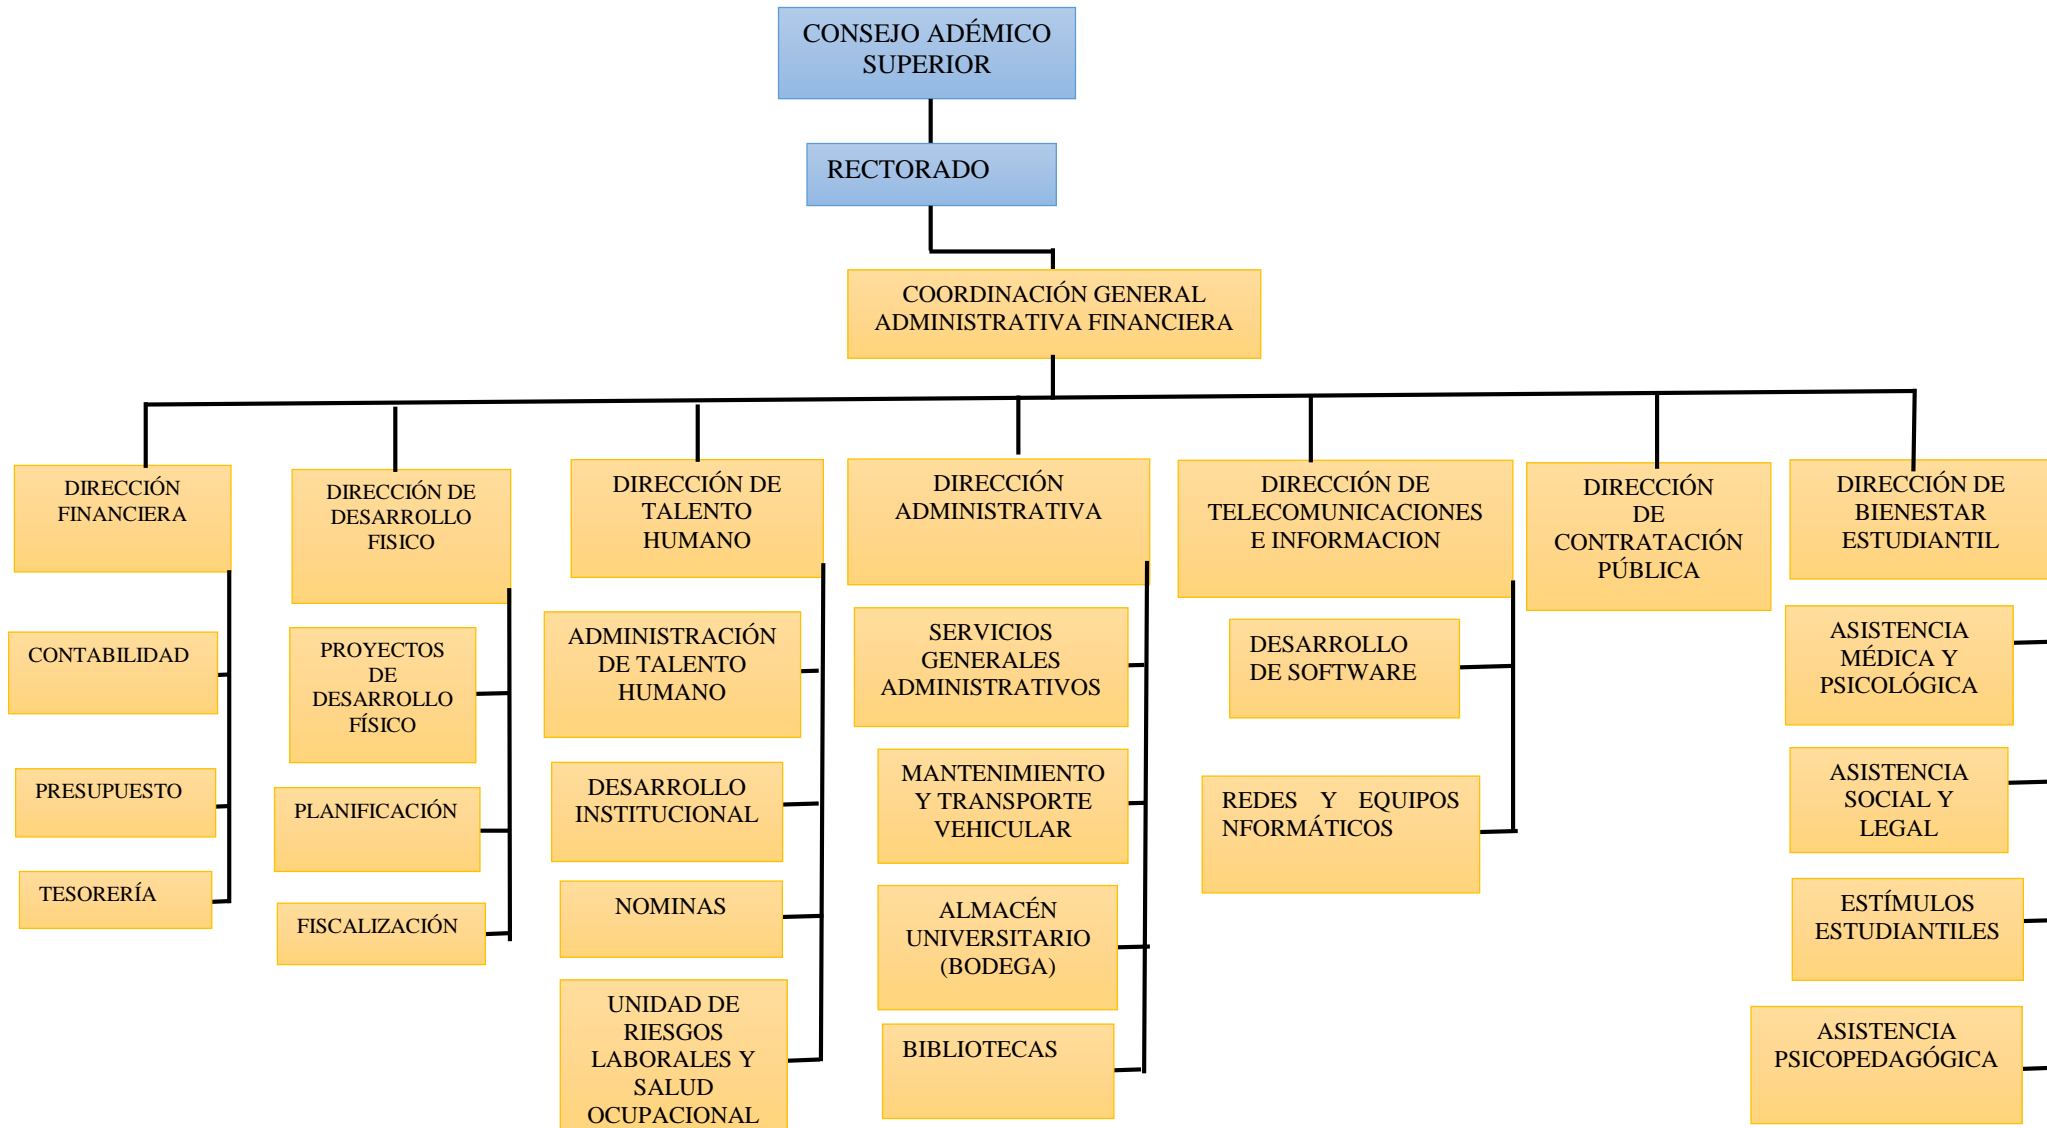 CONSEJO ADÉMICO
SUPERIOR
RECTORADO
COORDINACIÓN GENERAL
ADMINISTRATIVA FINANCIERA
DIRECCIÓN
FINANCIERA
CONTABILIDAD
PRESUPUESTO
TESORERÍA
DIRECCIÓN DE
DESARROLLO
FISICO
PROYECTOS
DE
DESARROLLO
FÍSICO
PLANIFICACIÓN
FISCALIZACIÓN
DIRECCIÓN DE
TALENTO
HUMANO
ADMINISTRACIÓN
DE TALENTO
HUMANO
DESARROLLO
INSTITUCIONAL
NOMINAS
UNIDAD DE
RIESGOS
LABORALES Y
SALUD
OCUPACIONAL
DIRECCIÓN
ADMINISTRATIVA
SERVICIOS
GENERALES
ADMINISTRATIVOS
MANTENIMIENTO
Y TRANSPORTE
VEHICULAR
ALMACÉN
UNIVERSITARIO
(BODEGA)
BIBLIOTECAS
DIRECCIÓN DE
TELECOMUNICACIONES
E INFORMACION
DESARROLLO
DE SOFTWARE
REDES Y EQUIPOS
NFORMÁTICOS
DIRECCIÓN
DE
CONTRATACIÓN
PÚBLICA
DIRECCIÓN DE
BIENESTAR
ESTUDIANTIL
ASISTENCIA
MÉDICA Y
PSICOLÓGICA
ASISTENCIA
SOCIAL Y
LEGAL
ESTÍMULOS
ESTUDIANTILES
ASISTENCIA
PSICOPEDAGÓGICA